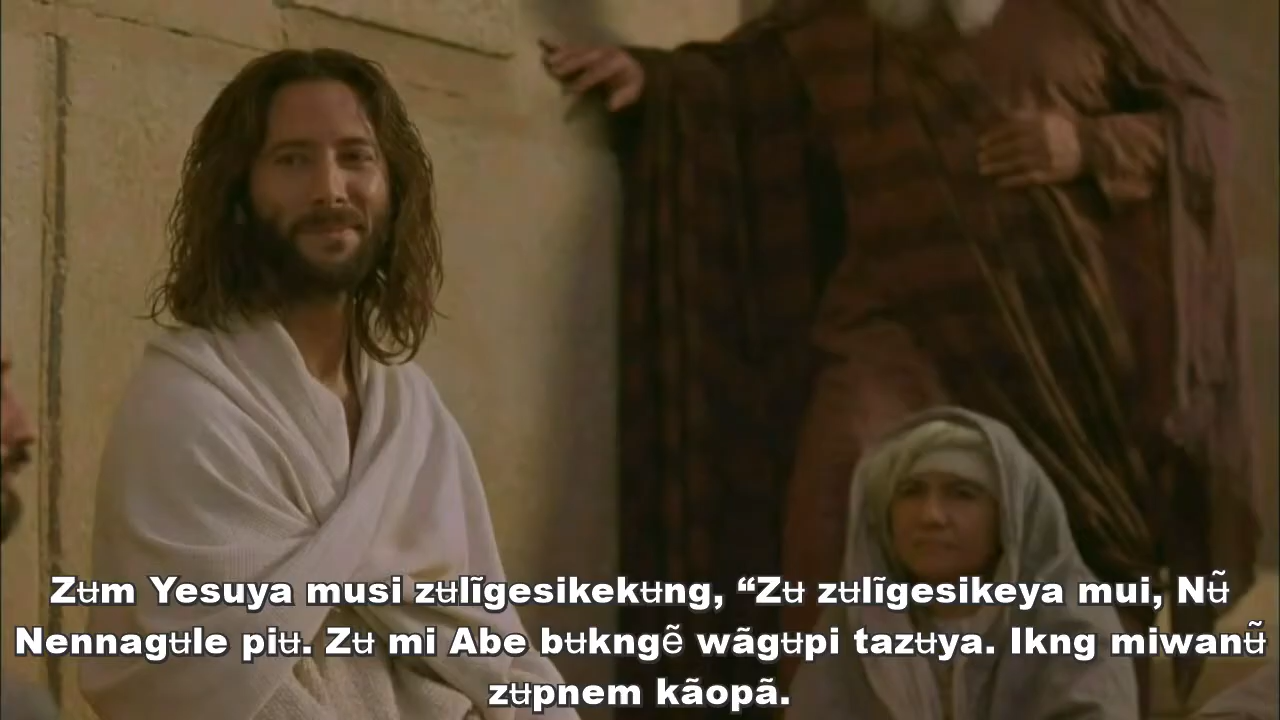 Zʉm Yesuya musi zʉlĩgesikekʉng, “Zʉ zʉlĩgesikeya mui, Nʉ̃
Nennagʉle piʉ. Zʉ mi Abe bʉkngẽ wãgʉpi tazʉya. Ikng miwanʉ̃
zʉpnem kãopã.